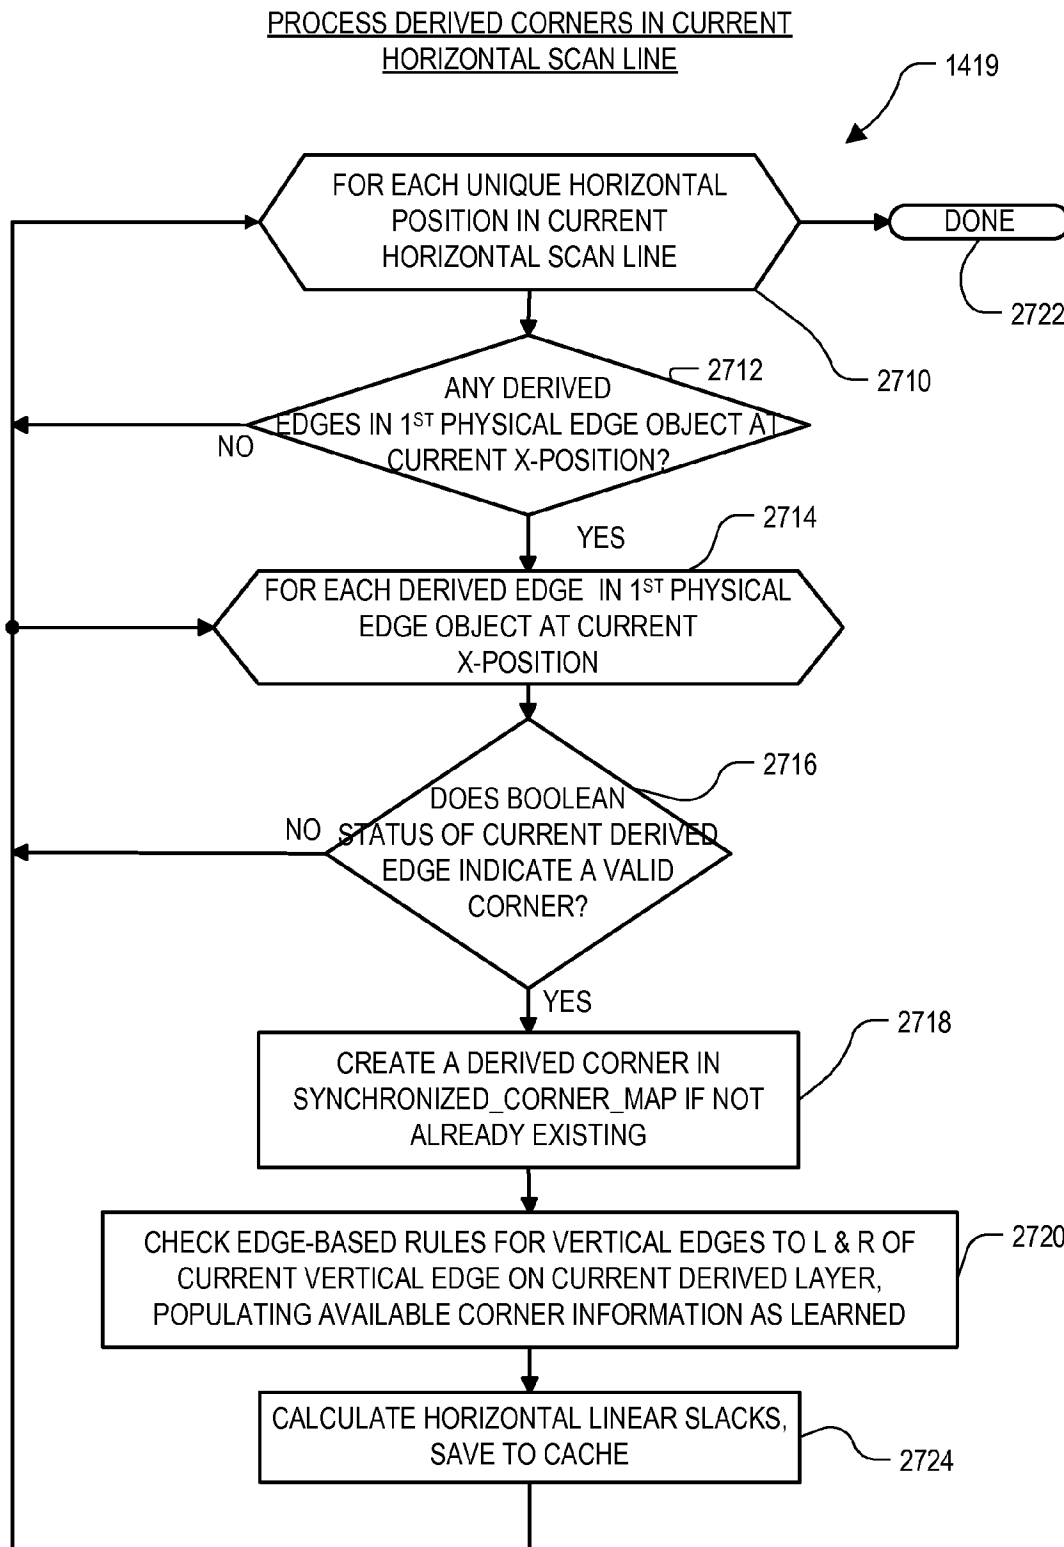 PROCESS DERIVED CORNERS IN CURRENT
HORIZONTAL SCAN LINE
1419
FOR EACH UNIQUE HORIZONTAL
POSITION IN CURRENT
HORIZONTAL SCAN LINE
DONE
2722
2710
2712
ANY DERIVED
EDGES IN 1ST PHYSICAL EDGE OBJECT AT
CURRENT X-POSITION?
NO
YES
2714
FOR EACH DERIVED EDGE IN 1ST PHYSICAL
EDGE OBJECT AT CURRENT
X-POSITION
2716
DOES BOOLEAN
STATUS OF CURRENT DERIVED
EDGE INDICATE A VALID
CORNER?
NO
YES
2718
CREATE A DERIVED CORNER IN
SYNCHRONIZED_CORNER_MAP IF NOT
ALREADY EXISTING
2720
CHECK EDGE-BASED RULES FOR VERTICAL EDGES TO L & R OF
CURRENT VERTICAL EDGE ON CURRENT DERIVED LAYER,
POPULATING AVAILABLE CORNER INFORMATION AS LEARNED
CALCULATE HORIZONTAL LINEAR SLACKS,
SAVE TO CACHE
2724